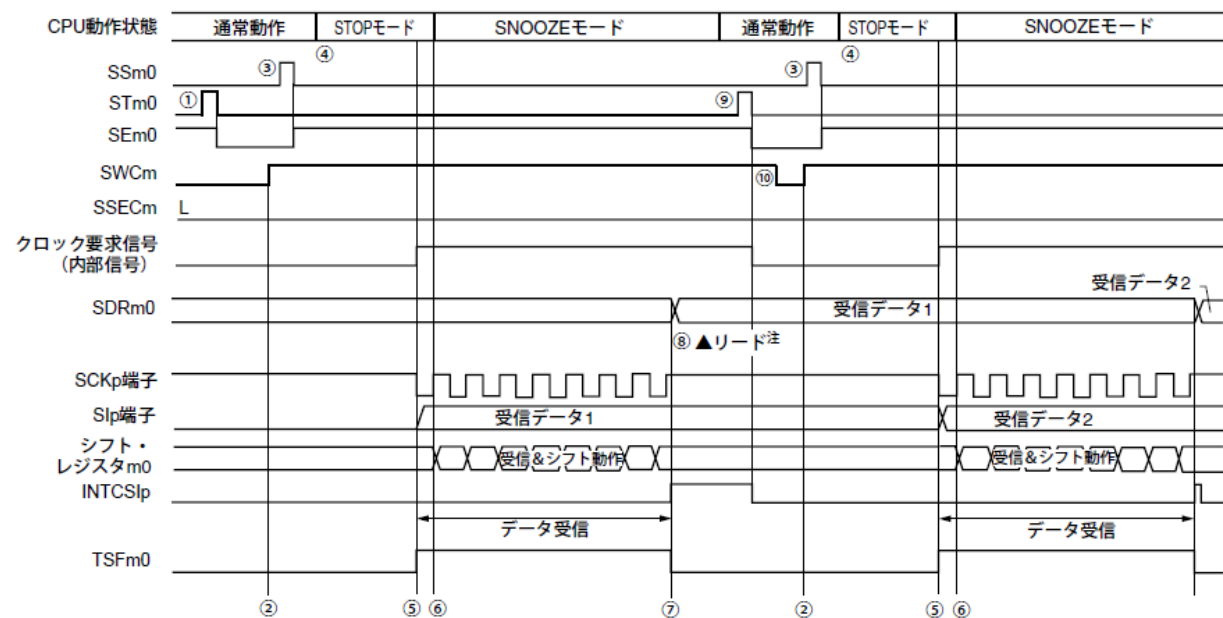 CPU動作状態 通常動作 STOPモード SNOOZEモード 通常動作 STOPモード SNOOZEモード
④ ④
SSm0 ③ ③
STm0 ① ⑨
SEm0
SWCm ⑩
SSECm L
クロック要求信号
（内部信号）
受信データ2
SDRm0 受信データ1
⑧ ▲リード注
SCKp端子
SIp端子 受信データ1 受信データ2
シフト・
レジスタm0 受信&シフト動作 受信&シフト動作
INTCSIp
データ受信 データ受信
TSFm0
② ⑤ ⑥ ⑦ ② ⑤ ⑥